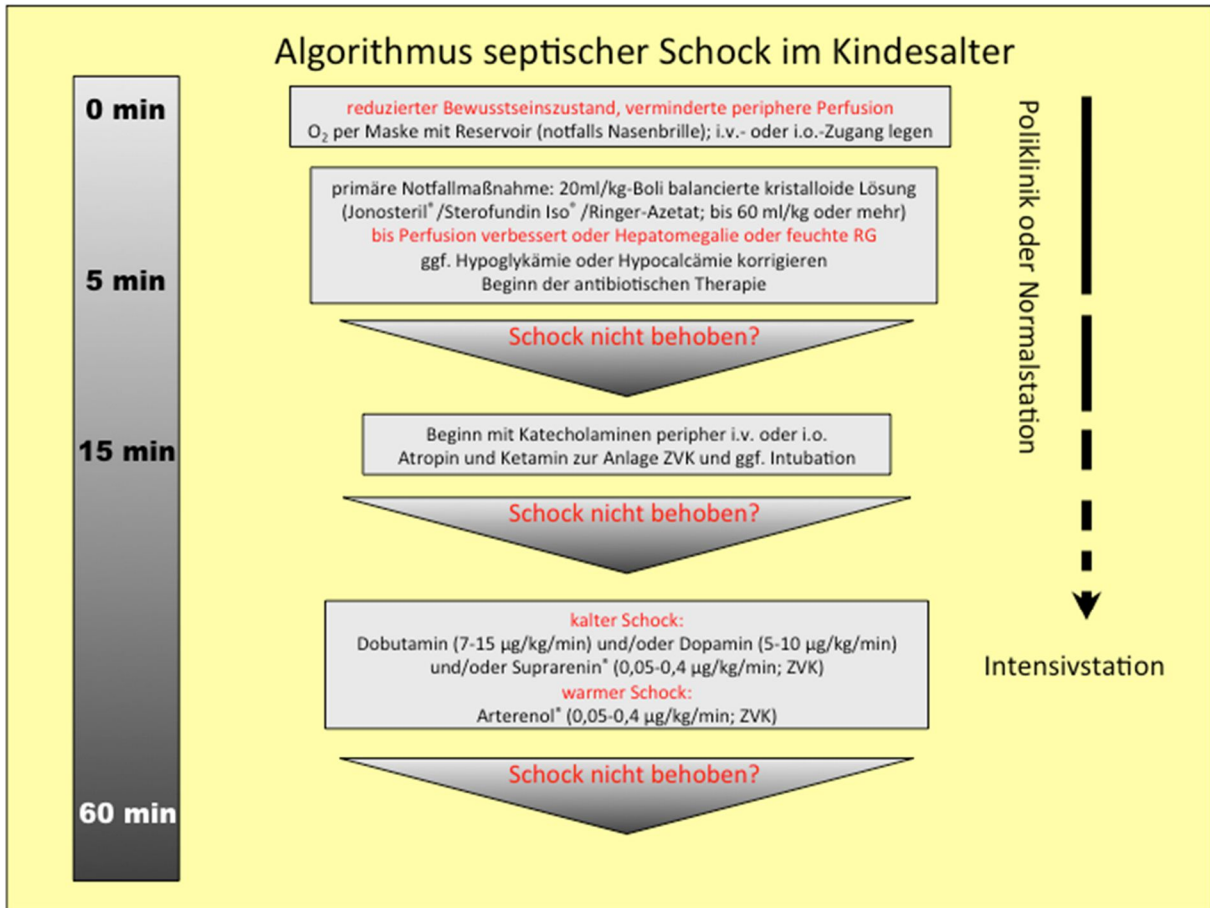 Algorithmus septischer Schock im Kindesalter
0 min
reduzierter Bewusstseinszustand, verminderte periphere Perfusion
O₂ per Maske mit Reservoir (notfalls Nasenbrille); i.v.- oder i.o.-Zugang legen
primäre Notfallmaßnahme: 20ml/kg-Boli balancierte kristalloide Lösung
(Jonosteril® /Sterofundin Iso® /Ringer-Azetat; bis 60 ml/kg oder mehr)
bis Perfusion verbessert oder Hepatomegalie oder feuchte RG
ggf. Hypoglykämie oder Hypocalcämie korrigieren
Beginn der antibiotischen Therapie
5 min
Schock nicht behoben?
15 min
Beginn mit Katecholaminen peripher i.v. oder i.o.
Atropin und Ketamin zur Anlage ZVK und ggf. Intubation
Schock nicht behoben?
kalter Schock:
Dobutamin (7-15 µg/kg/min) und/oder Dopamin (5-10 µg/kg/min)
und/oder Suprarenin® (0,05-0,4 µg/kg/min; ZVK)
warmer Schock:
Arterenol® (0,05-0,4 µg/kg/min; ZVK)
Schock nicht behoben?
60 min
Poliklinik oder Normalstation
Intensivstation